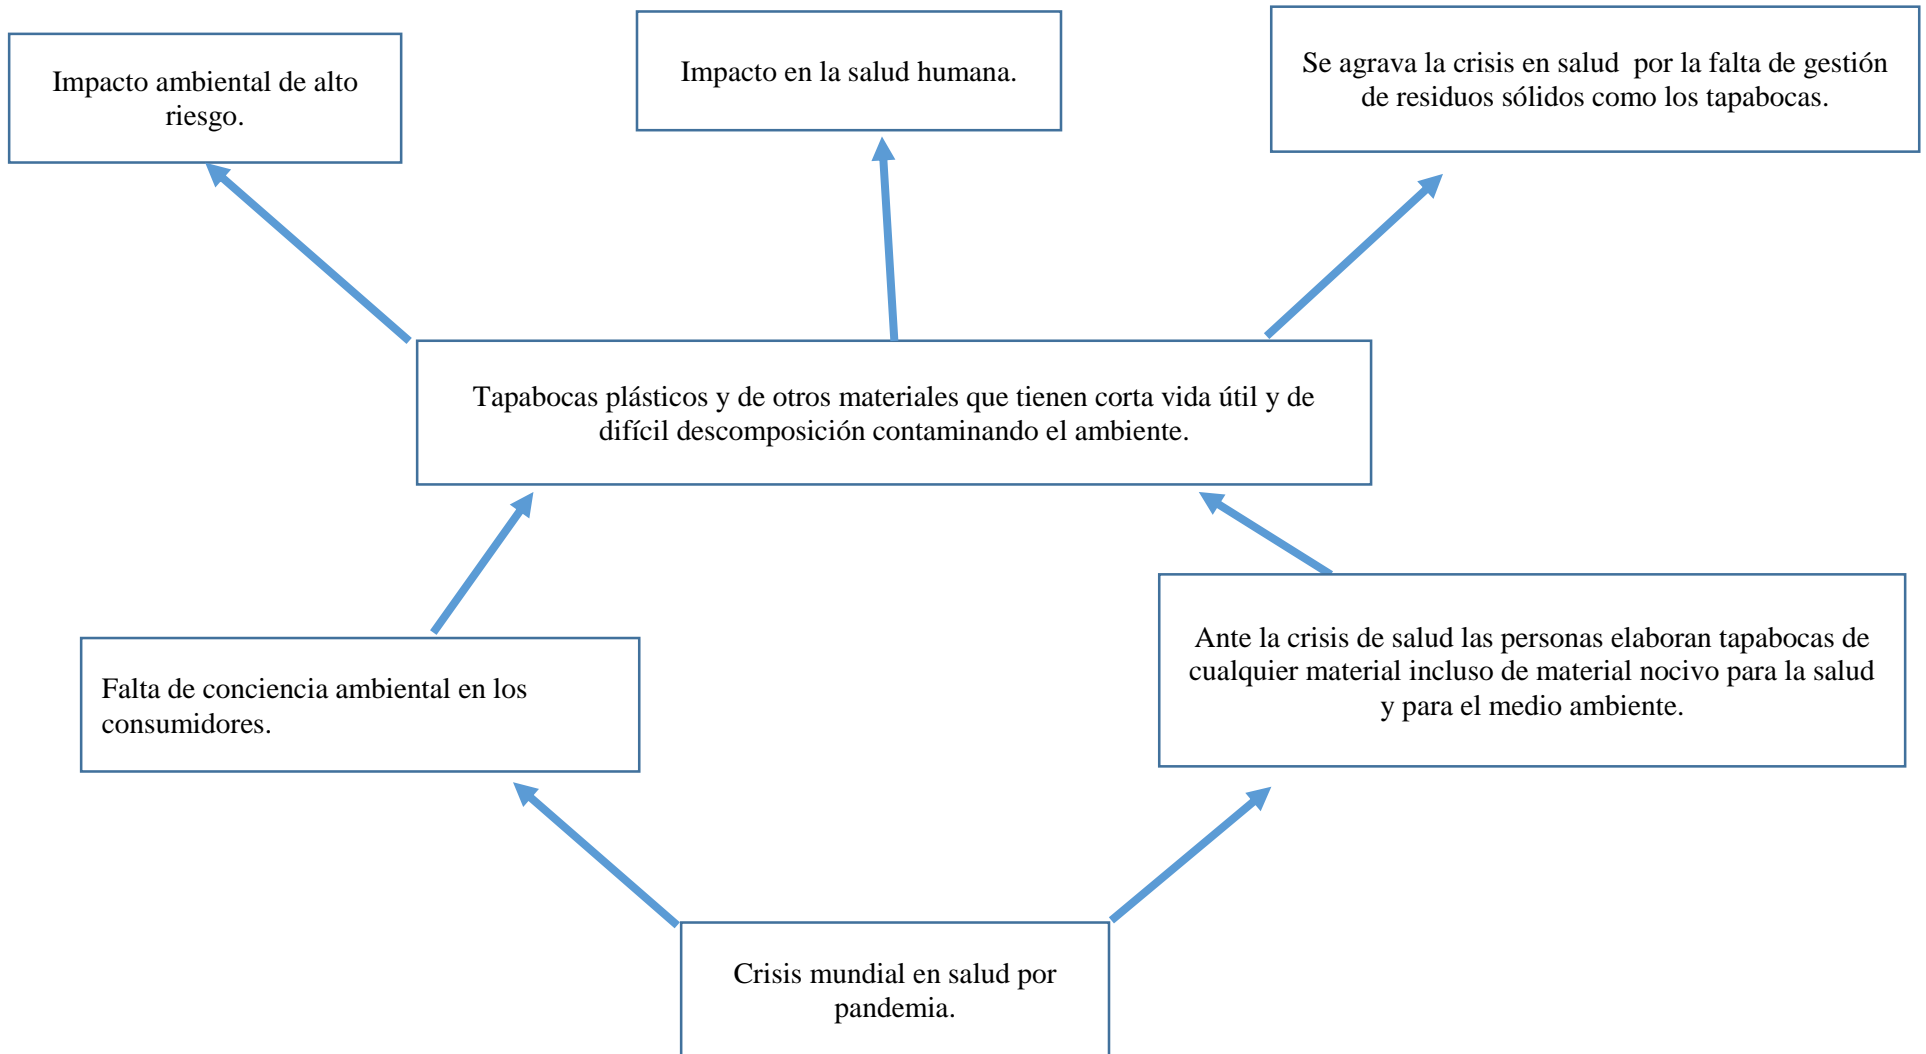 Impacto ambiental de alto
riesgo.
Impacto en la salud humana.
Se agrava la crisis en salud  por la falta de gestión
de residuos sólidos como los tapabocas.
Tapabocas plásticos y de otros materiales que tienen corta vida útil y de
difícil descomposición contaminando el ambiente.
Falta de conciencia ambiental en los
consumidores.
Ante la crisis de salud las personas elaboran tapabocas de
cualquier material incluso de material nocivo para la salud
y para el medio ambiente.
Crisis mundial en salud por
pandemia.